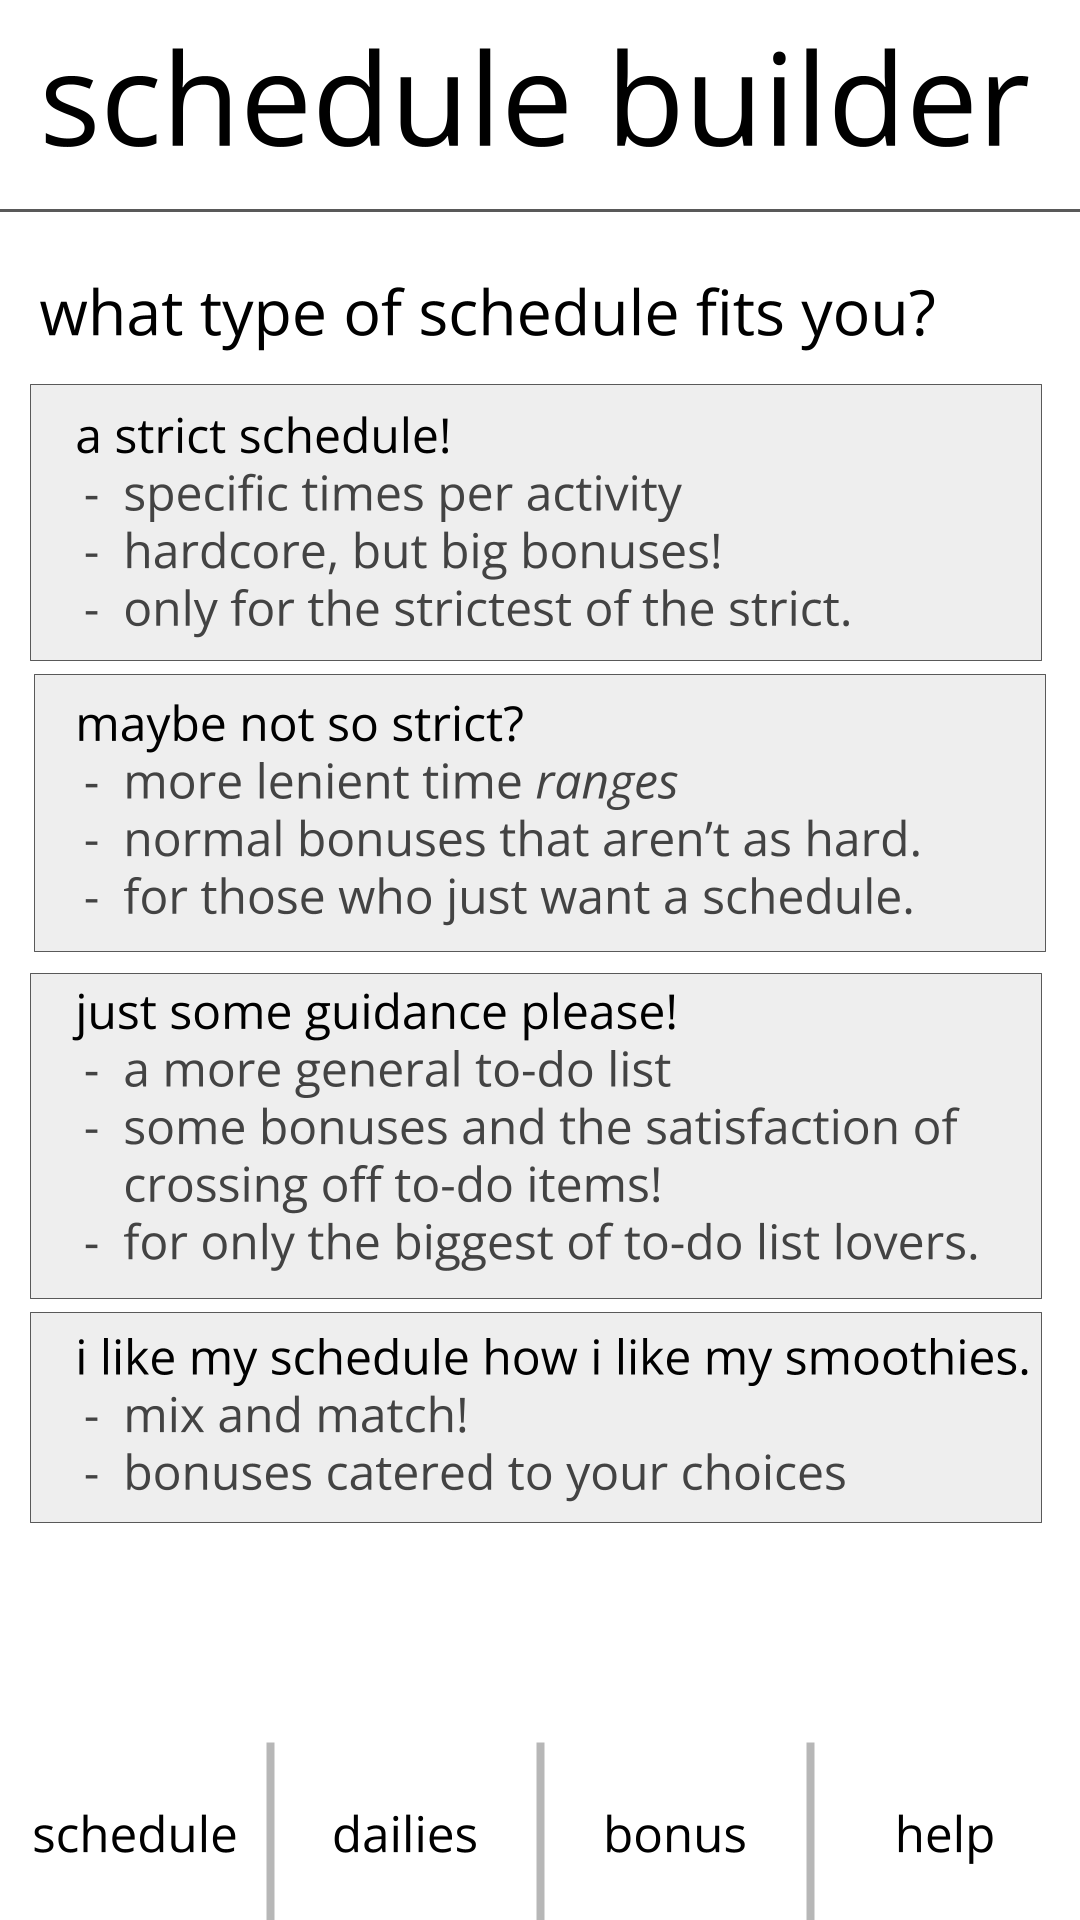 schedule builder
what type of schedule fits you?
a strict schedule!
- specific times per activity
- hardcore, but big bonuses!
- only for the strictest of the strict.
maybe not so strict?
- more lenient time ranges
- normal bonuses that aren’t as hard.
- for those who just want a schedule.
just some guidance please!
- a more general to-do list
- some bonuses and the satisfaction of
crossing off to-do items!
- for only the biggest of to-do list lovers.
i like my schedule how i like my smoothies.
- mix and match!
- bonuses catered to your choices
schedule
dailies
bonus
help